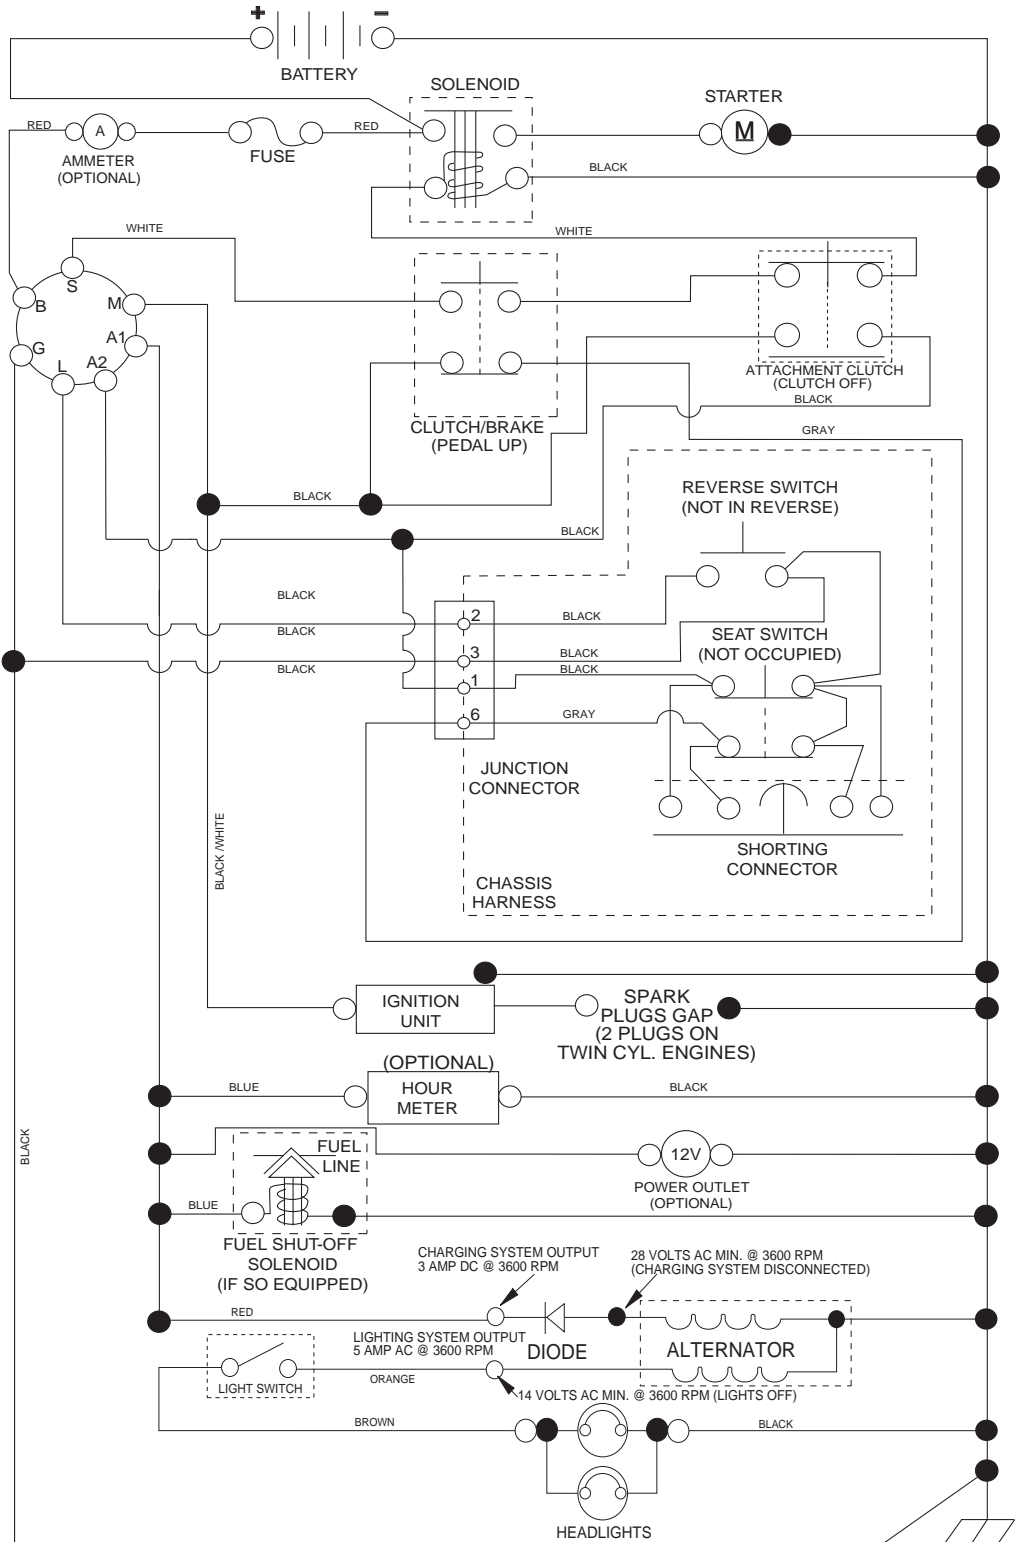 + −
BATTERY
SOLENOID
STARTER
RED
A
RED
M
AMMETER
(OPTIONAL)
FUSE
BLACK
WHITE
WHITE
S
B
M
A1
G
L
A2
ATTACHMENT CLUTCH
(CLUTCH OFF)
BLACK
CLUTCH/BRAKE
(PEDAL UP)
GRAY
REVERSE SWITCH
(NOT IN REVERSE)
BLACK
BLACK
BLACK
2
BLACK
BLACK
SEAT SWITCH
(NOT OCCUPIED)
3
BLACK
BLACK
BLACK
1
6
GRAY
JUNCTION
CONNECTOR
BLACK /WHITE
SHORTING
CONNECTOR
CHASSIS
HARNESS
IGNITION
UNIT
SPARK
PLUGS GAP
(2 PLUGS ON
TWIN CYL. ENGINES)
(OPTIONAL)
BLUE
HOUR
METER
BLACK
BLACK
FUEL
LINE
12V
POWER OUTLET
(OPTIONAL)
BLUE
FUEL SHUT-OFF
SOLENOID
(IF SO EQUIPPED)
CHARGING SYSTEM OUTPUT
3 AMP DC @ 3600 RPM
28 VOLTS AC MIN. @ 3600 RPM
(CHARGING SYSTEM DISCONNECTED)
RED
LIGHTING SYSTEM OUTPUT
5 AMP AC @ 3600 RPM
DIODE
ALTERNATOR
LIGHT SWITCH
ORANGE
14 VOLTS AC MIN. @ 3600 RPM (LIGHTS OFF)
BROWN
BLACK
HEADLIGHTS